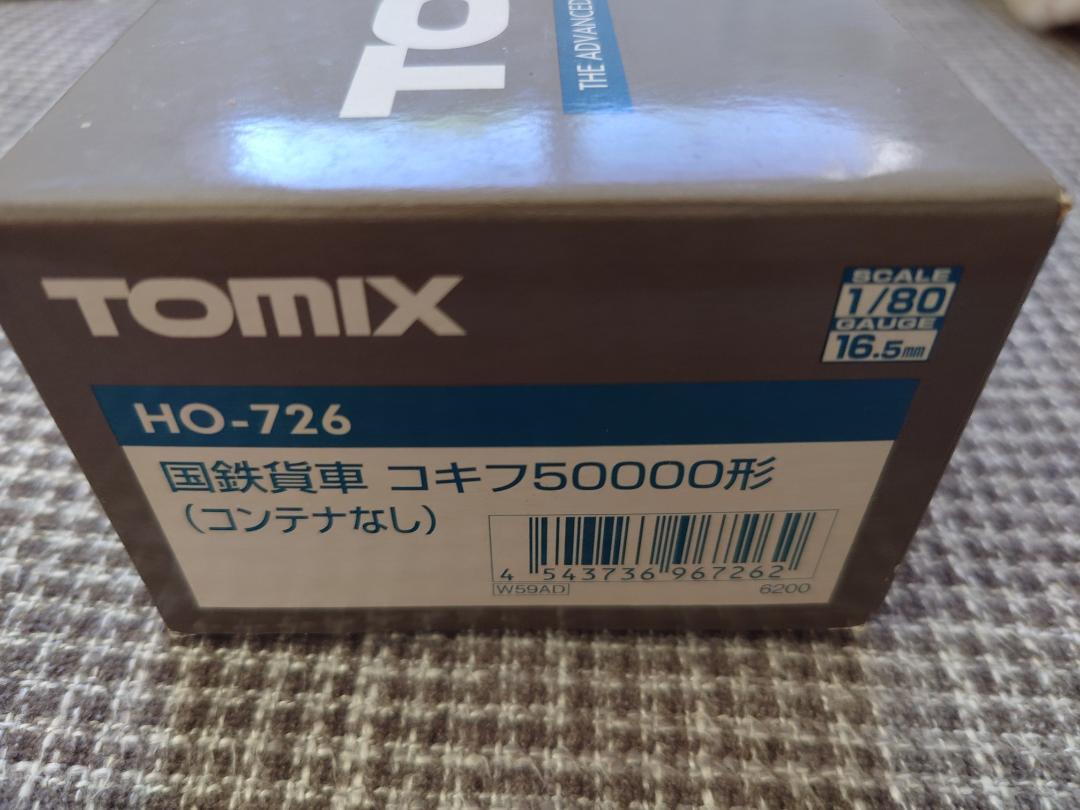 TO
THE ADVANCED
TOMIX
SCALE
1/80
GAUGE
16.5mm
HO-726
国鉄貨車 コキフ50000形
(コンテナなし)
4 543736 967262
W59AD 6200